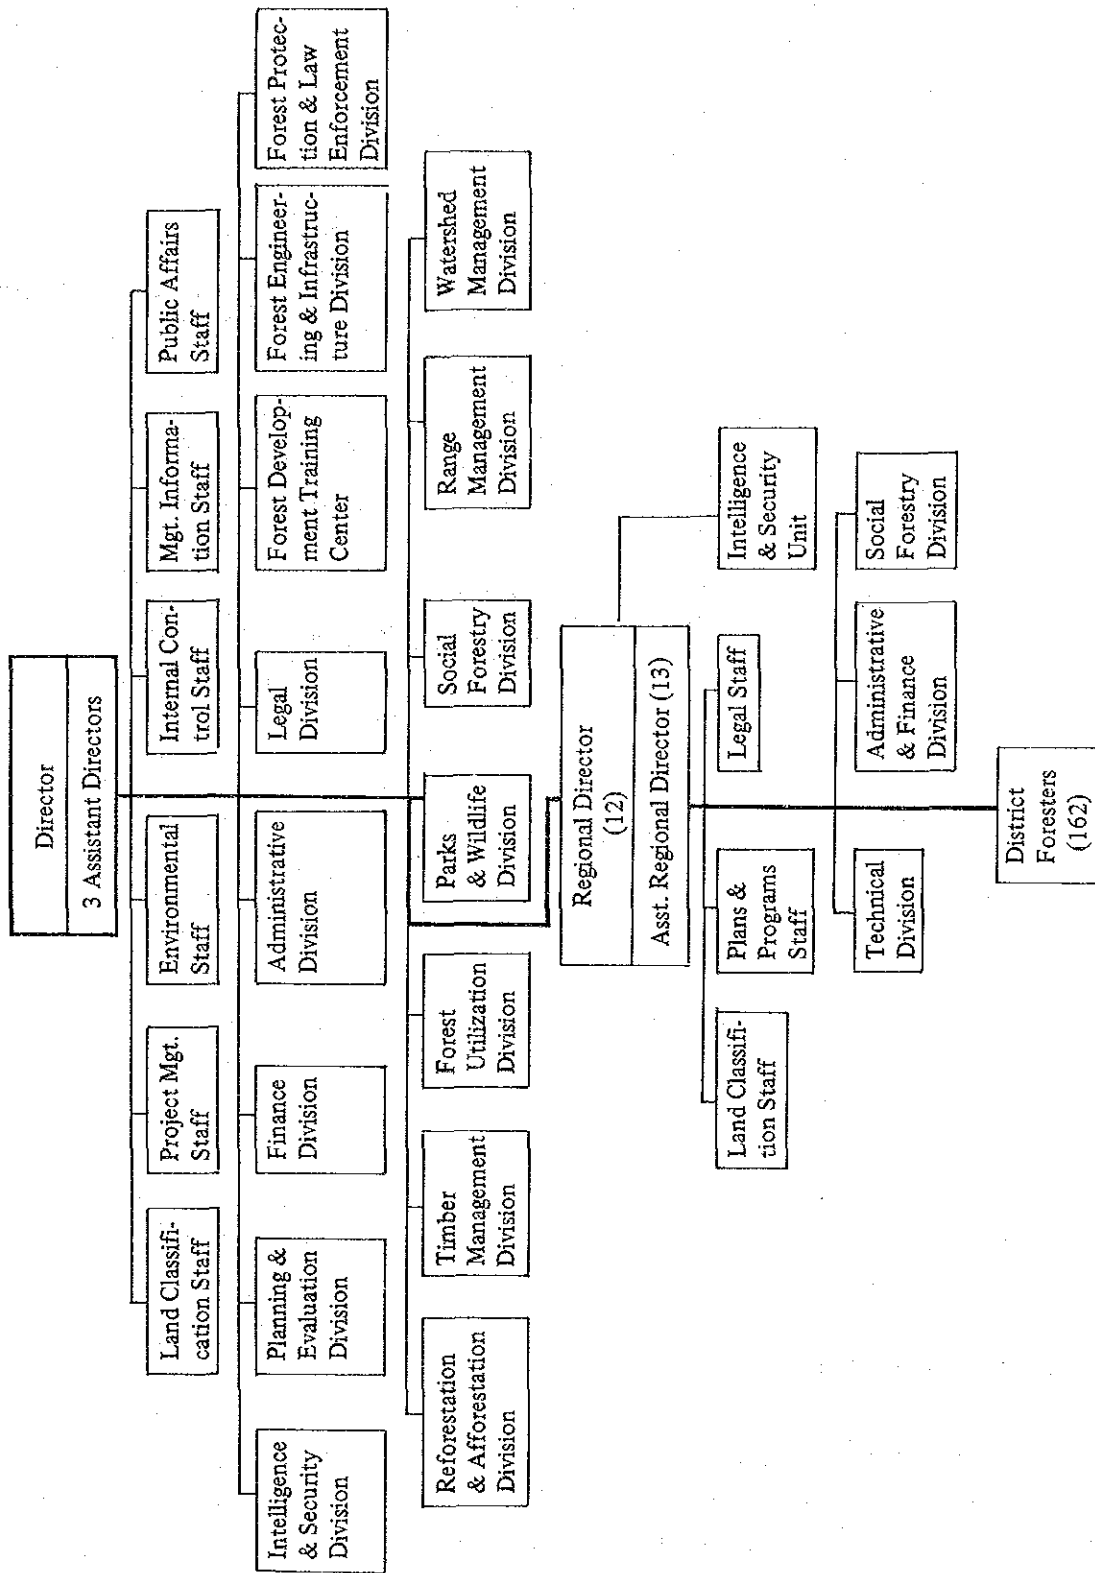 Director
3 Assistant Directors
Land Classifi-
cation Staff
Project Mgt.
Staff
Environmental
Staff
Internal Con-
trol Staff
Mgt. Informa-
tion Staff
Public Affairs
Staff
Intelligence
& Security
Division
Planning &
Evaluation
Division
Finance
Division
Administrative
Division
Legal
Division
Forest Develop-
ment Training
Center
Forest Engineer-
ing & Infrastruc-
ture Division
Forest Protec-
tion & Law
Enforcement
Division
Reforestation
& Afforestation
Division
Timber
Management
Division
Forest
Utilization
Division
Parks
& Wildlife
Division
Social
Forestry
Division
Range
Management
Division
Watershed
Management
Division
Regional Director
(12)
Asst. Regional Director (13)
Intelligence
& Security
Unit
Land Classifi-
tion Staff
Plans &
Programs
Staff
Legal Staff
Technical
Division
Administrative
& Finance
Division
Social
Forestry
Division
District
Foresters
(162)